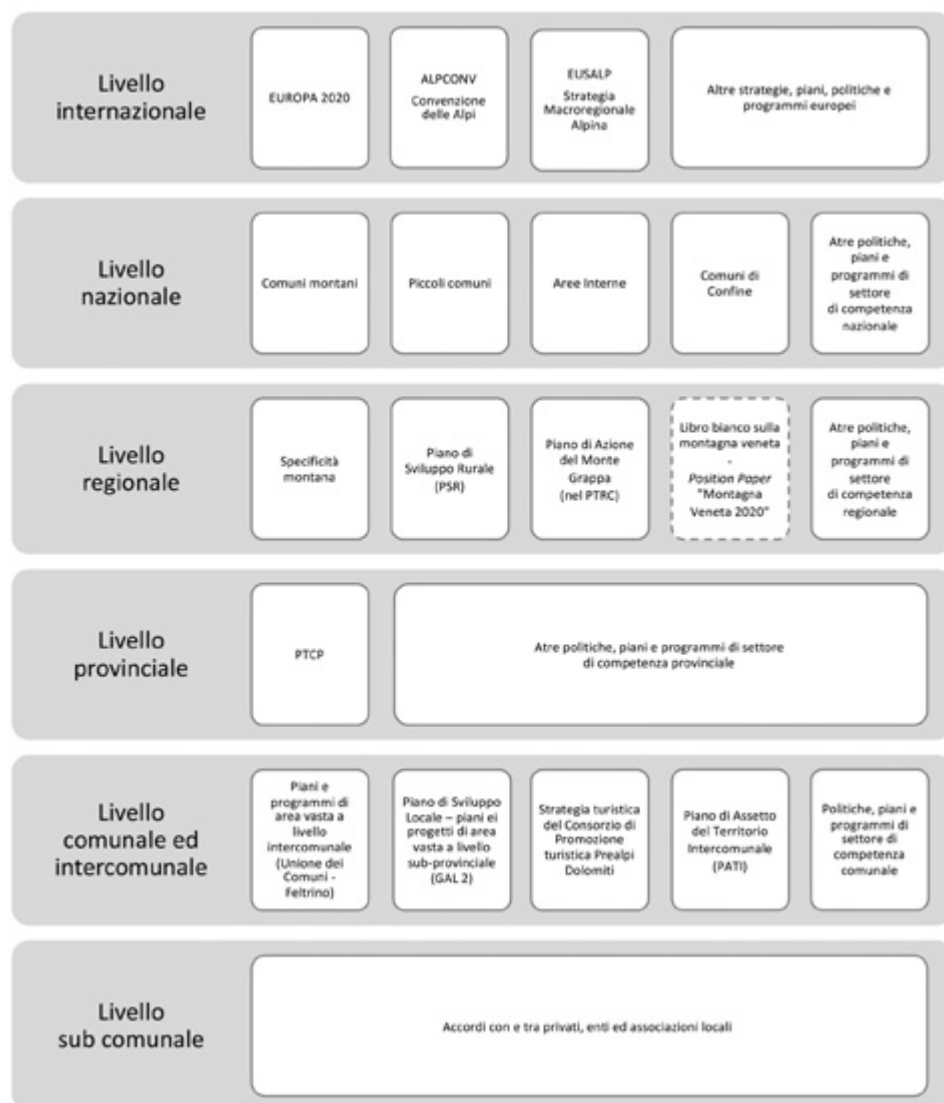 Livello
internazionale
EUROPA 2020
ALPCONV
Convenzione
delle Alpi
EUSALP
Strategia
Macroregionale
Alpina
Altre strategie, piani, politiche e
programmi europei
Livello
nazionale
Comuni montani
Piccoli comuni
Aree Interne
Comuni di
Confine
Atre politiche,
piani e
programmi di
settore
di competenza
nazionale
Livello
regionale
Specificità
montana
Piano di
Sviluppo Rurale
(PSR)
Piano di Azione
del Monte
Grappa
(nel PTRC)
Libro bianco sulla
montagna veneta
-
Position Paper
"Montagna
Veneta 2020"
Atre politiche,
piani e
programmi di
settore
di competenza
regionale
Livello
provinciale
PTCP
Atre politiche, piani e programmi di settore
di competenza provinciale
Livello
comunale ed
intercomunale
Piani e
programmi di
area vasta a
livello
intercomunale
(Unione dei
Comuni -
Feltrino)
Piano di Sviluppo
Locale – piani ei
progetti di area
vasta a livello
sub-provinciale
(GAL 2)
Strategia turistica
del Consorzio di
Promozione
turistica Prealpi
Dolomiti
Piano di Assetto
del Territorio
Intercomunale
(PATI)
Politiche, piani e
programmi di
settore di
competenza
comunale
Livello
sub comunale
Accordi con e tra privati, enti ed associazioni locali